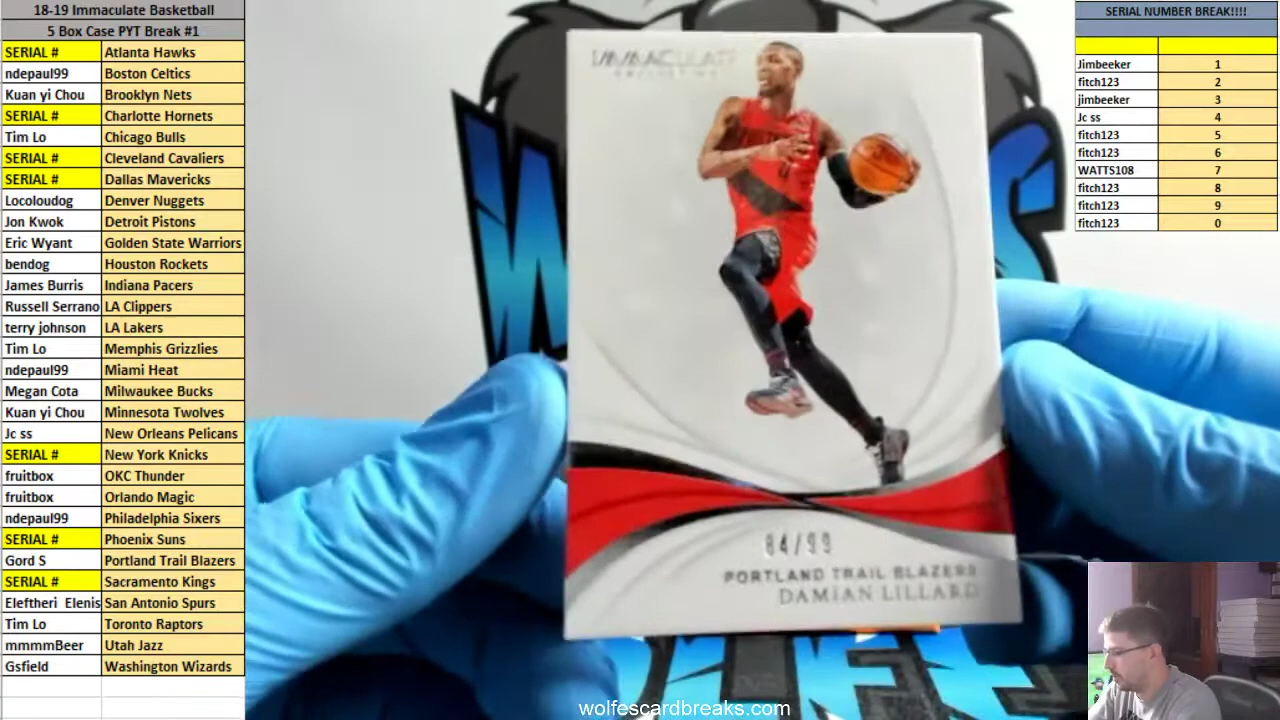 18-19 Immaculate Basketball
5 Box Case PYT Break #1
SERIAL # Atlanta Hawks
ndepaul99 Boston Celtics
Kuan yi Chou Brooklyn Nets
SERIAL # Charlotte Hornets
Tim Lo Chicago Bulls
SERIAL # Cleveland Cavaliers
SERIAL # Dallas Mavericks
Locoloudog Denver Nuggets
Jon Kwok Detroit Pistons
Eric Wyant Golden State Warriors
bendog Houston Rockets
James Burris Indiana Pacers
Russell Serrano LA Clippers
terry johnson LA Lakers
Tim Lo Memphis Grizzlies
ndepaul99 Miami Heat
Megan Cota Milwaukee Bucks
Kuan yi Chou Minnesota Twolves
Jc ss New Orleans Pelicans
SERIAL # New York Knicks
fruitbox OKC Thunder
fruitbox Orlando Magic
ndepaul99 Philadelphia Sixers
SERIAL # Phoenix Suns
Gord S Portland Trail Blazers
SERIAL # Sacramento Kings
Eleftheri Elenis San Antonio Spurs
Tim Lo Toronto Raptors
mmmmBeer Utah Jazz
Gsfield Washington Wizards
IMMACULATE
COLLECTION
84/99
PORTLAND TRAIL BLAZERS
DAMIAN LILLARD
wolfescardbreaks.com
SERIAL NUMBER BREAK!!!!
Jimbeeker 1
fitch123 2
jimbeeker 3
Jc ss 4
fitch123 5
fitch123 6
WATTS108 7
fitch123 8
fitch123 9
fitch123 0